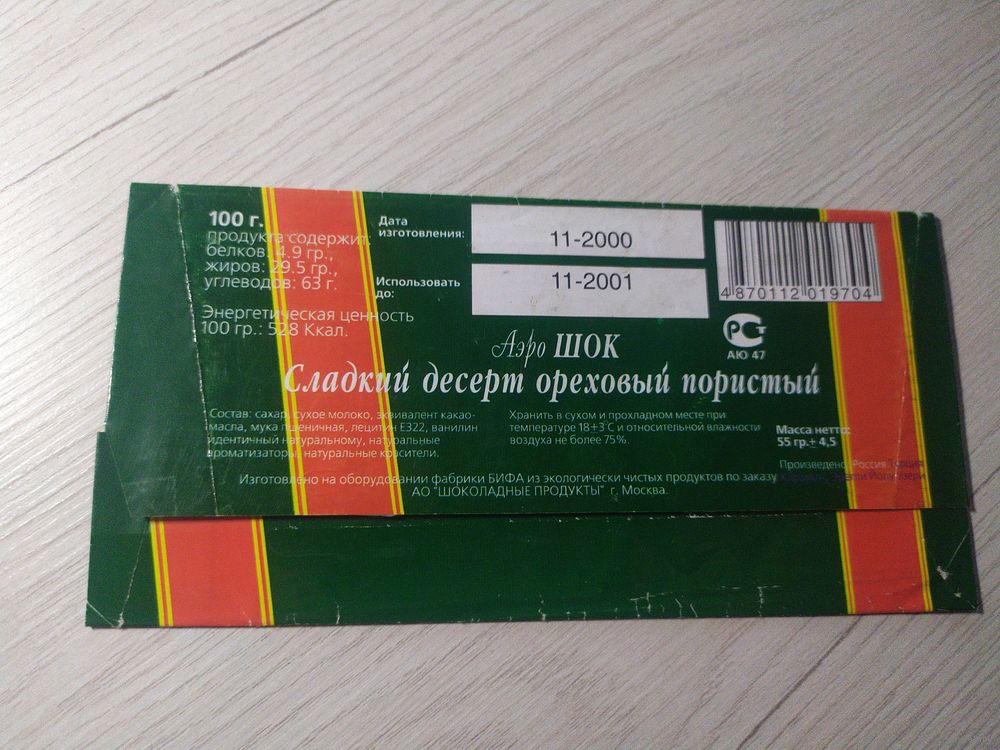 100 г.
продукта содержит:
белков: 4.9 гр.,
жиров: 29.5 гр.,
углеводов: 63 г.
Энергетическая ценность
100 гр.: 528 Ккал.
Дата
изготовления:
11-2000
Использовать
до:
11-2001
4 870112 019704
РСТ
АЮ 47
Аэро ШОК
Сладкий десерт ореховый пористый
Состав: сахар, сухое молоко, эквивалент какао-
масла, мука пшеничная, лецитин Е322, ванилин
идентичный натуральному, натуральные
ароматизаторы, натуральные красители.
Хранить в сухом и прохладном месте при
температуре 18+3˚С и относительной влажности
воздуха не более 75%.
Масса нетто:
55 гр.± 4,5
Произведено: Россия Турция
Изготовлено на оборудовании фабрики БИФА из экологически чистых продуктов по заказу
АО "ШОКОЛАДНЫЕ ПРОДУКТЫ" г. Москва.